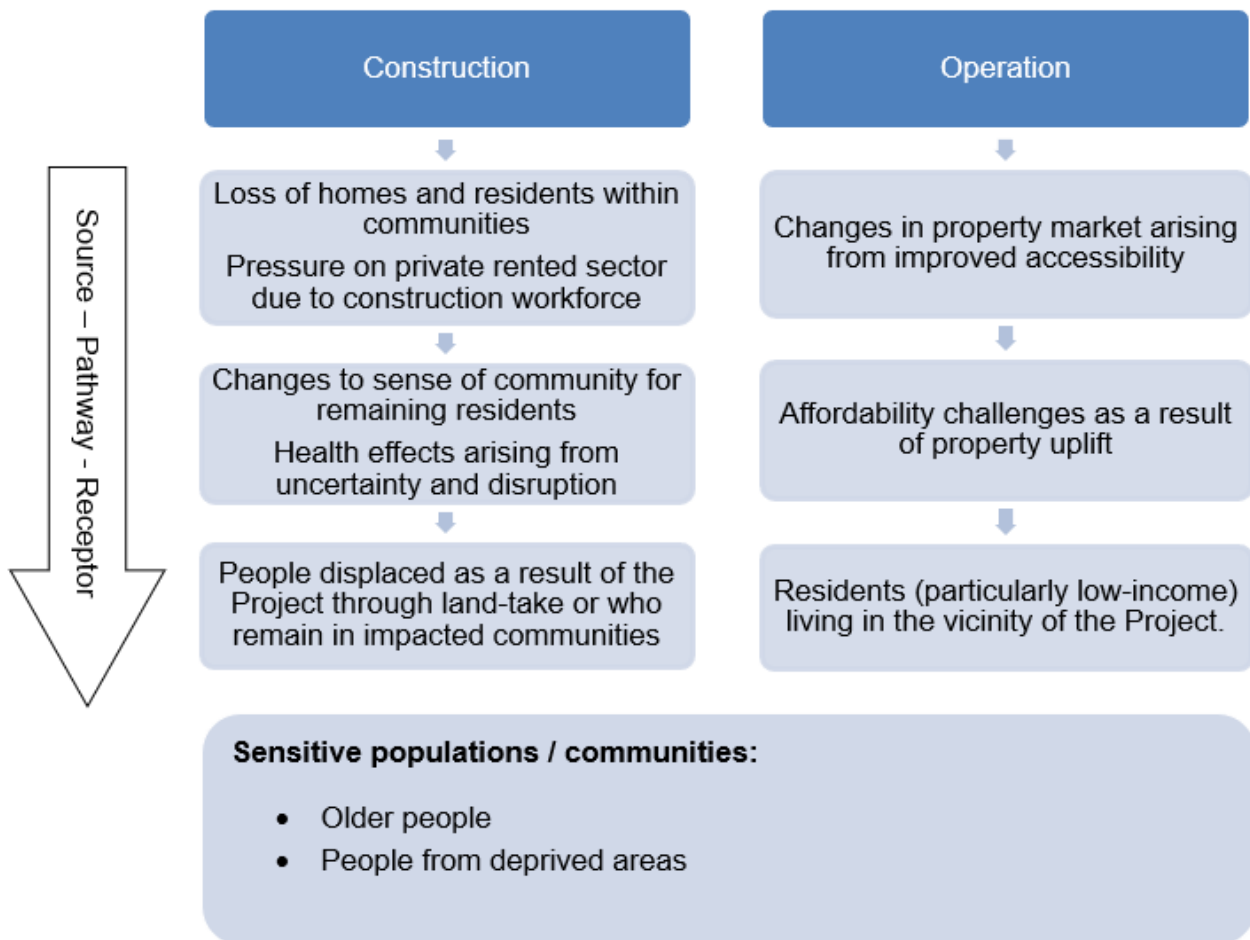 Construction
Operation
Source – Pathway - Receptor
Loss of homes and residents within
communities
Pressure on private rented sector
due to construction workforce
Changes in property market arising
from improved accessibility
Changes to sense of community for
remaining residents
Health effects arising from
uncertainty and disruption
Affordability challenges as a result
of property uplift
People displaced as a result of the
Project through land-take or who
remain in impacted communities
Residents (particularly low-income)
living in the vicinity of the Project.
Sensitive populations / communities:
• Older people
• People from deprived areas